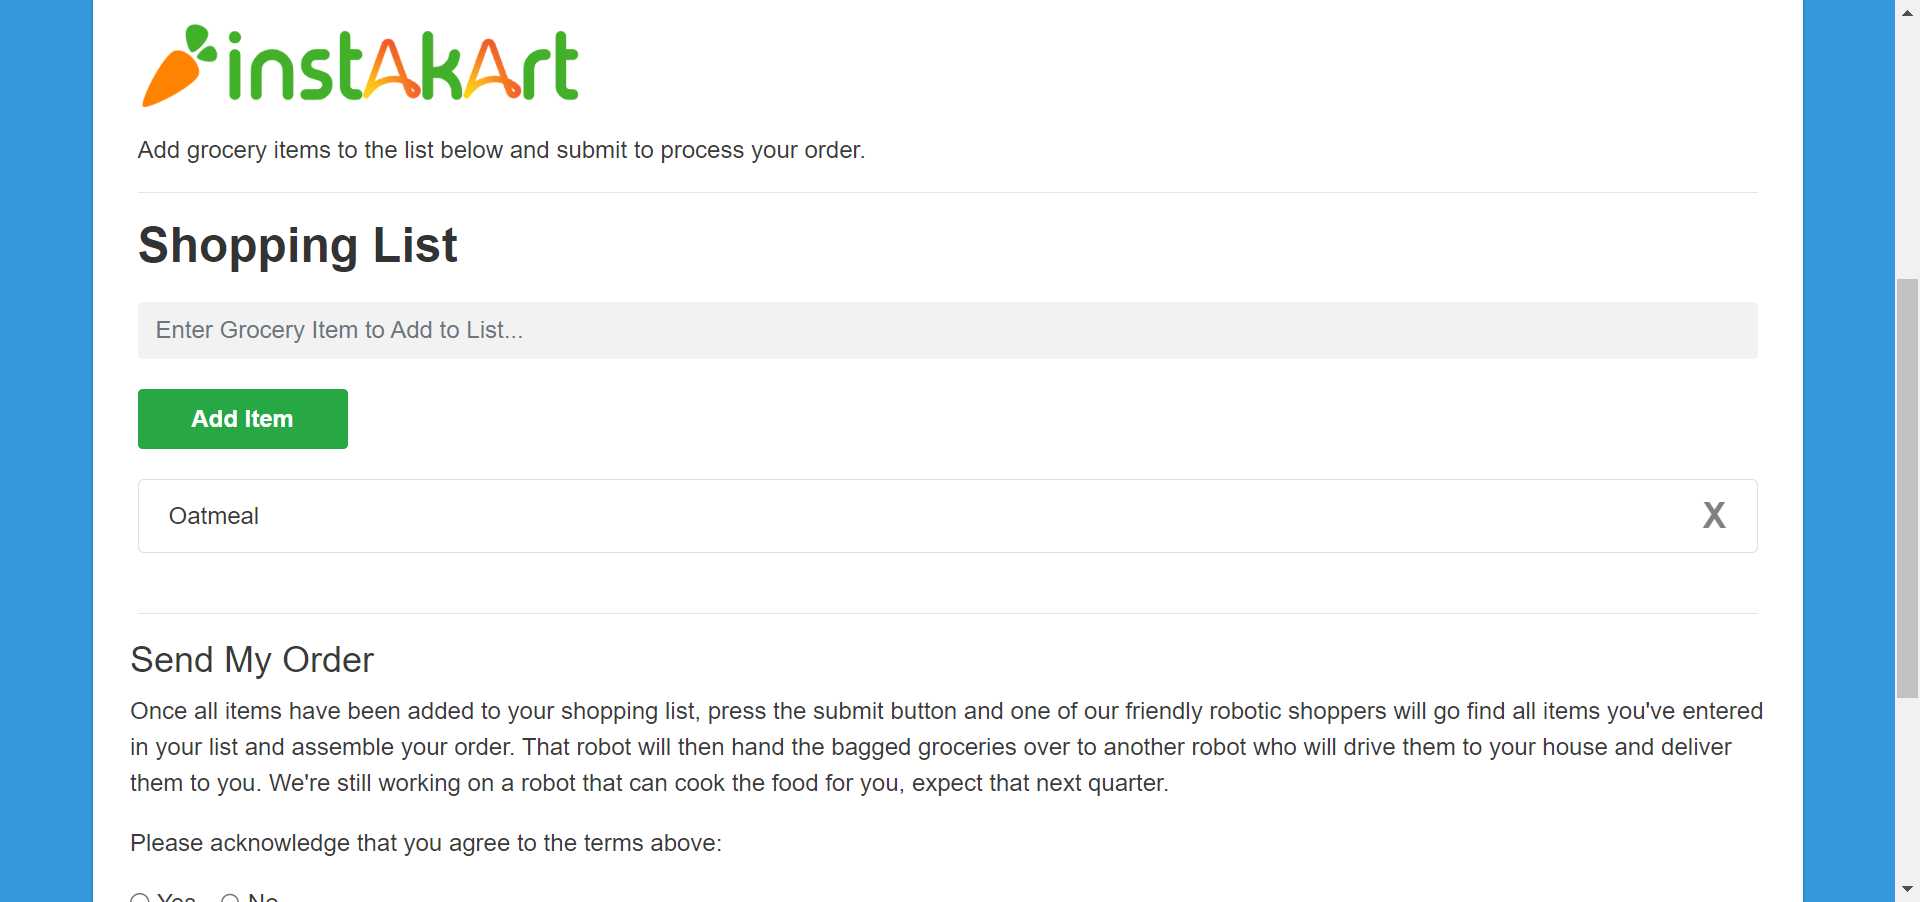 instAkArt
Add grocery items to the list below and submit to process your order.
Shopping List
Enter Grocery Item to Add to List...
Add Item
Oatmeal X
Send My Order
Once all items have been added to your shopping list, press the submit button and one of our friendly robotic shoppers will go find all items you've entered
in your list and assemble your order. That robot will then hand the bagged groceries over to another robot who will drive them to your house and deliver
them to you. We're still working on a robot that can cook the food for you, expect that next quarter.
Please acknowledge that you agree to the terms above:
Yes No